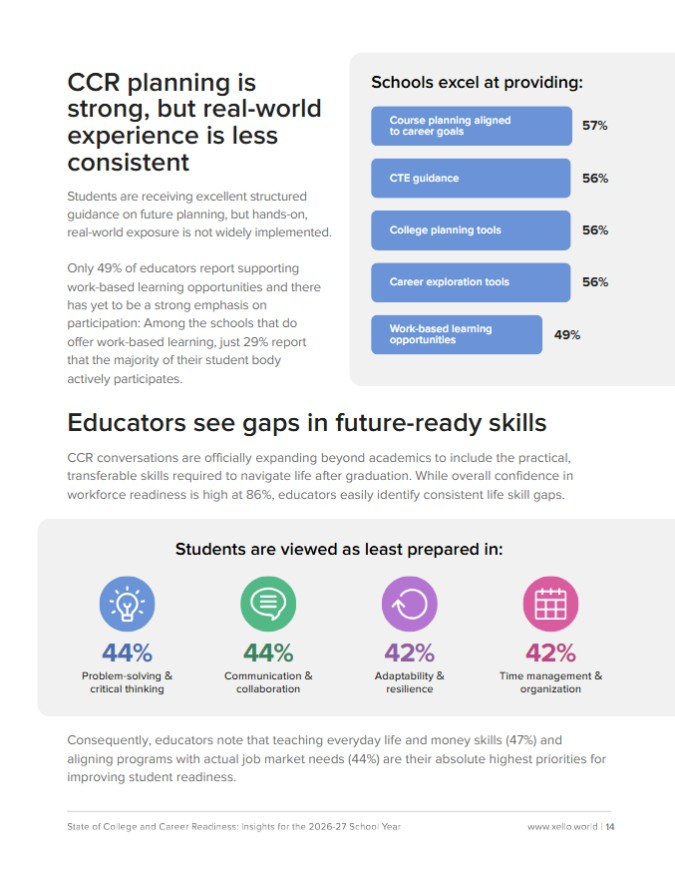 CCR planning is
strong, but real-world
experience is less
consistent
Students are receiving excellent structured
guidance on future planning, but hands-on,
real-world exposure is not widely implemented.
Only 49% of educators report supporting
work-based learning opportunities and there
has yet to be a strong emphasis on
participation: Among the schools that do
offer work-based learning, just 29% report
that the majority of their student body
actively participates.
Schools excel at providing:
Course planning aligned
to career goals
57%
CTE guidance
56%
College planning tools
56%
Career exploration tools
56%
Work-based learning
opportunities
49%
Educators see gaps in future-ready skills
CCR conversations are officially expanding beyond academics to include the practical,
transferable skills required to navigate life after graduation. While overall confidence in
workforce readiness is high at 86%, educators easily identify consistent life skill gaps.
Students are viewed as least prepared in:
44%
Problem-solving &
critical thinking
44%
Communication &
collaboration
42%
Adaptability &
resilience
42%
Time management &
organization
Consequently, educators note that teaching everyday life and money skills (47%) and
aligning programs with actual job market needs (44%) are their absolute highest priorities for
improving student readiness.
State of College and Career Readiness: Insights for the 2026-27 School Year
www.xello.world | 14